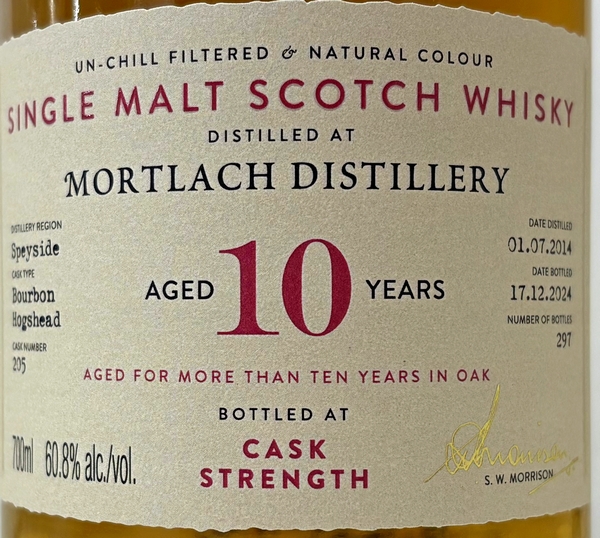 UN-CHILL FILTERED & NATURAL COLOUR
SINGLE MALT SCOTCH WHISKY
DISTILLED AT
MORTLACH DISTILLERY
DISTILLERY REGION
Speyside
CASK TYPE
Bourbon
Hogshead
CASK NUMBER
205
AGED 10 YEARS
DATE DISTILLED
01.07.2014
DATE BOTTLED
17.12.2024
NUMBER OF BOTTLES
297
AGED FOR MORE THAN TEN YEARS IN OAK
BOTTLED AT
CASK
STRENGTH
700ml 60.8% alc./vol.
S. W. MORRISON